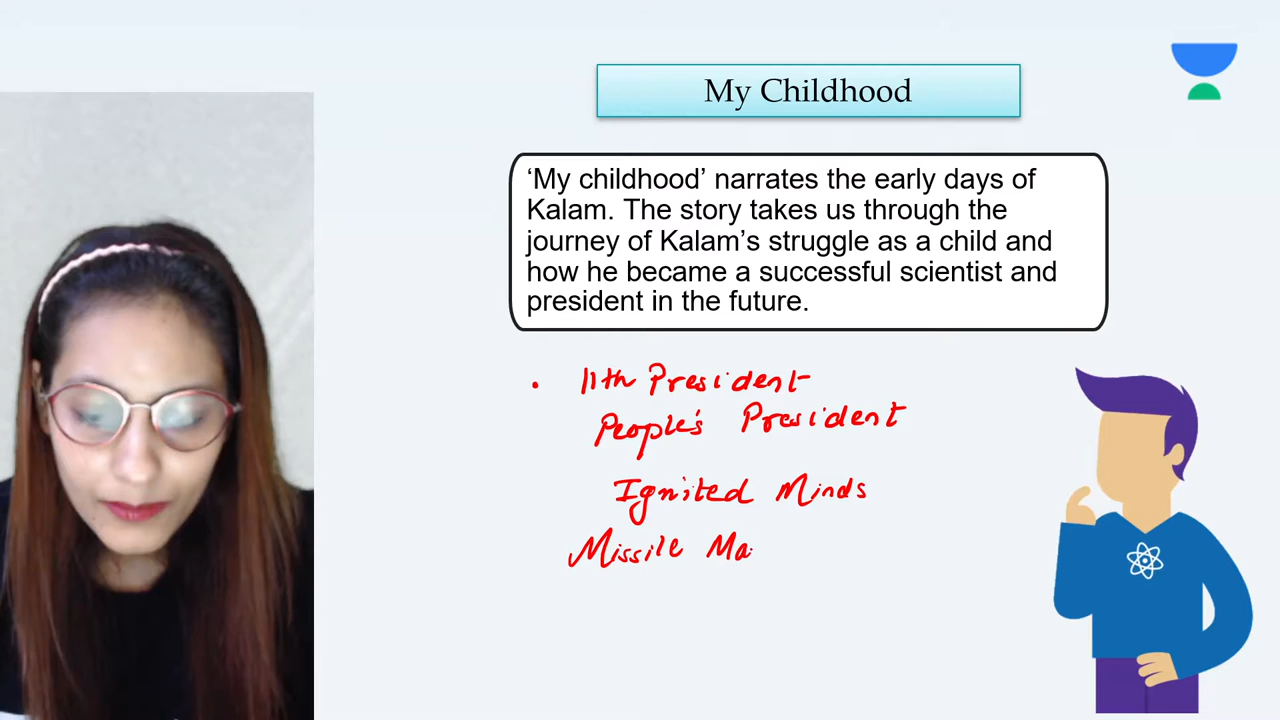 My Childhood
‘My childhood’ narrates the early days of
Kalam. The story takes us through the
journey of Kalam’s struggle as a child and
how he became a successful scientist and
president in the future.
• 11th President
People's President
Ignited Minds
Missile Ma